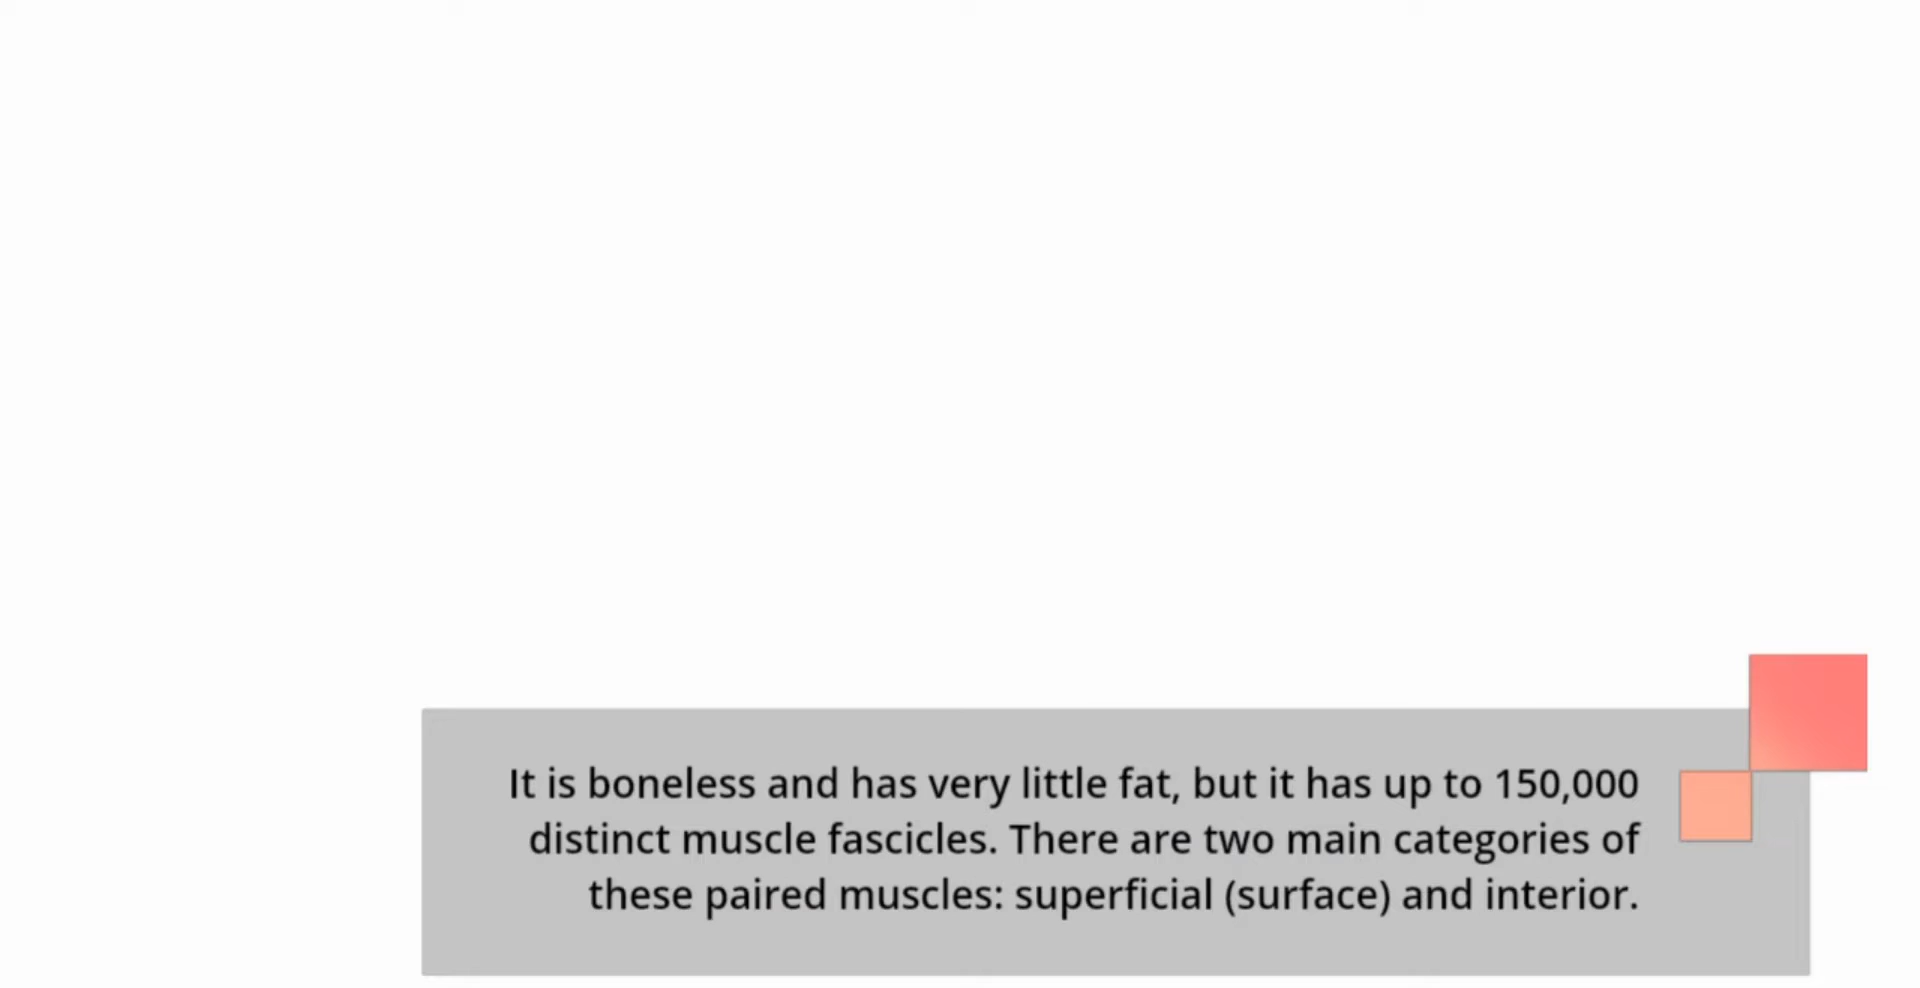 It is boneless and has very little fat, but it has up to 150,000
distinct muscle fascicles. There are two main categories of
these paired muscles: superficial (surface) and interior.